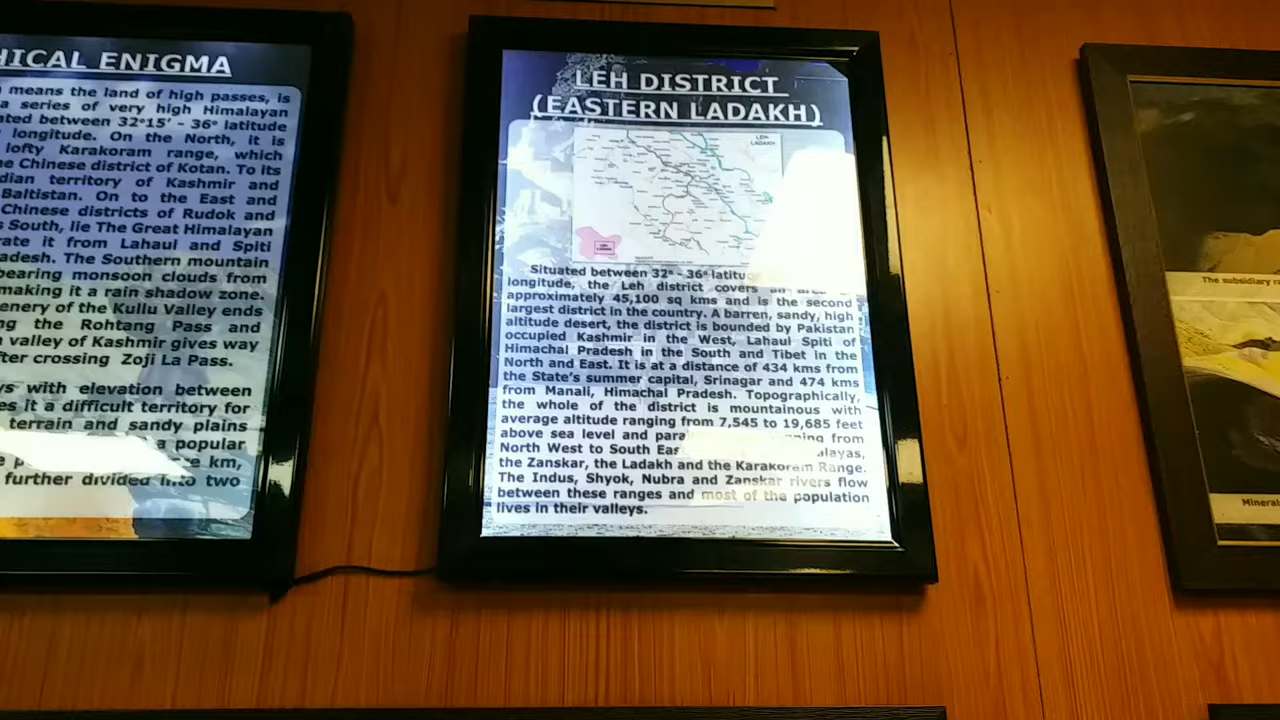 HICAL ENIGMA
means the land of high passes, is
a series of very high Himalayan
ated between 32°15' - 36° latitude
longitude. On the North, it is
lofty Karakoram range, which
he Chinese district of Kotan. To its
dian territory of Kashmir and
Baltistan. On to the East and
Chinese districts of Rudok and
s South, lie The Great Himalayan
rate it from Lahaul and Spiti
adesh. The Southern mountain
bearing monsoon clouds from
making it a rain shadow zone.
enery of the Kullu Valley ends
ng the Rohtang Pass and
n valley of Kashmir gives way
fter crossing Zoji La Pass.
ys with elevation between
es it a difficult territory for
terrain and sandy plains
a popular
km,
further divided into two
LEH DISTRICT
(EASTERN LADAKH)
LEH
LADAKH
Situated between 32° - 36°
longitude, the Leh district covers an area
approximately 45,100 sq kms and is the second
largest district in the country. A barren, sandy, high
altitude desert, the district is bounded by Pakistan
occupied Kashmir in the West, Lahaul Spiti of
Himachal Pradesh in the South and Tibet in the
North and East. It is at a distance of 434 kms from
the State's summer capital, Srinagar and 474 kms
from Manali, Himachal Pradesh. Topographically,
the whole of the district is mountainous with
average altitude ranging from 7,545 to 19,685 feet
above sea level and from
North West to South
the Zanskar, the Ladakh and the Karakoram Range.
The Indus, Shyok, Nubra and Zanskar rivers flow
between these ranges and most of the population
lives in their valleys.
The subsidiary
Mineral